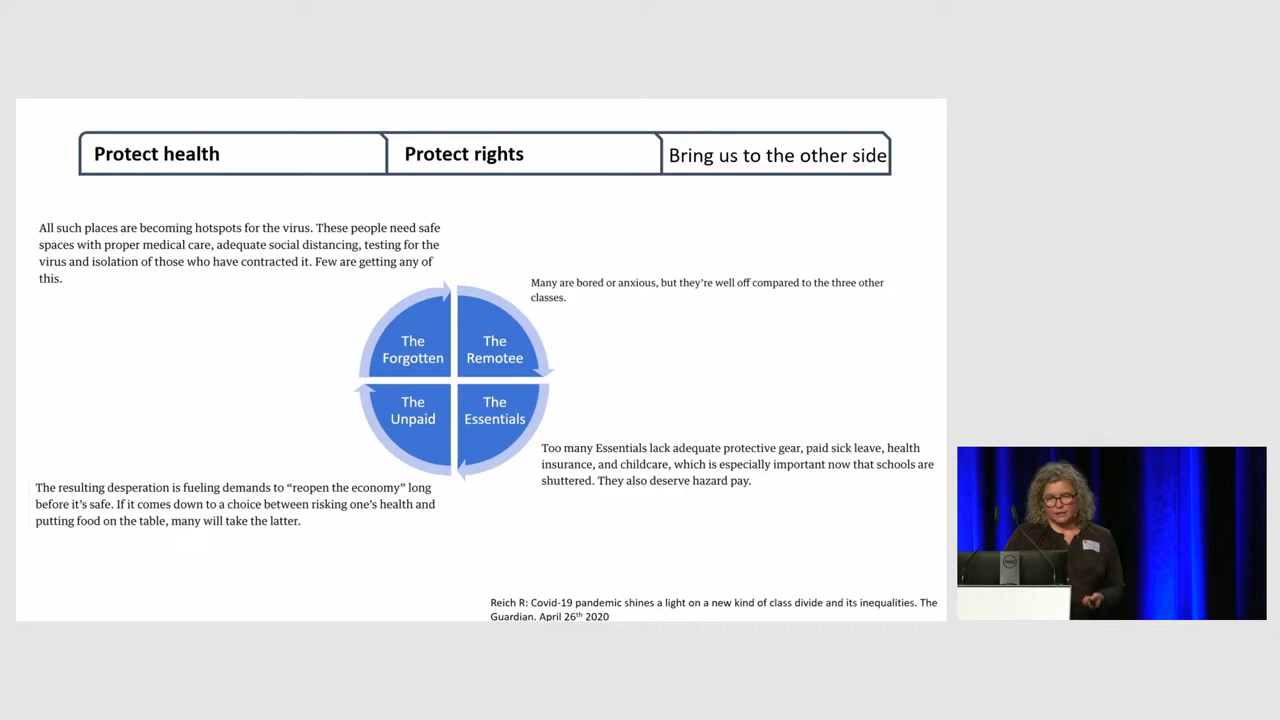 Protect health
Protect rights
Bring us to the other side
All such places are becoming hotspots for the virus. These people need safe
spaces with proper medical care, adequate social distancing, testing for the
virus and isolation of those who have contracted it. Few are getting any of
this.
Many are bored or anxious, but they're well off compared to the three other
classes.
The
Forgotten
The
Remotee
The
Unpaid
The
Essentials
Too many Essentials lack adequate protective gear, paid sick leave, health
insurance, and childcare, which is especially important now that schools are
shuttered. They also deserve hazard pay.
The resulting desperation is fueling demands to “reopen the economy” long
before it's safe. If it comes down to a choice between risking one's health and
putting food on the table, many will take the latter.
Reich R: Covid-19 pandemic shines a light on a new kind of class divide and its inequalities. The
Guardian. April 26th 2020
DELL